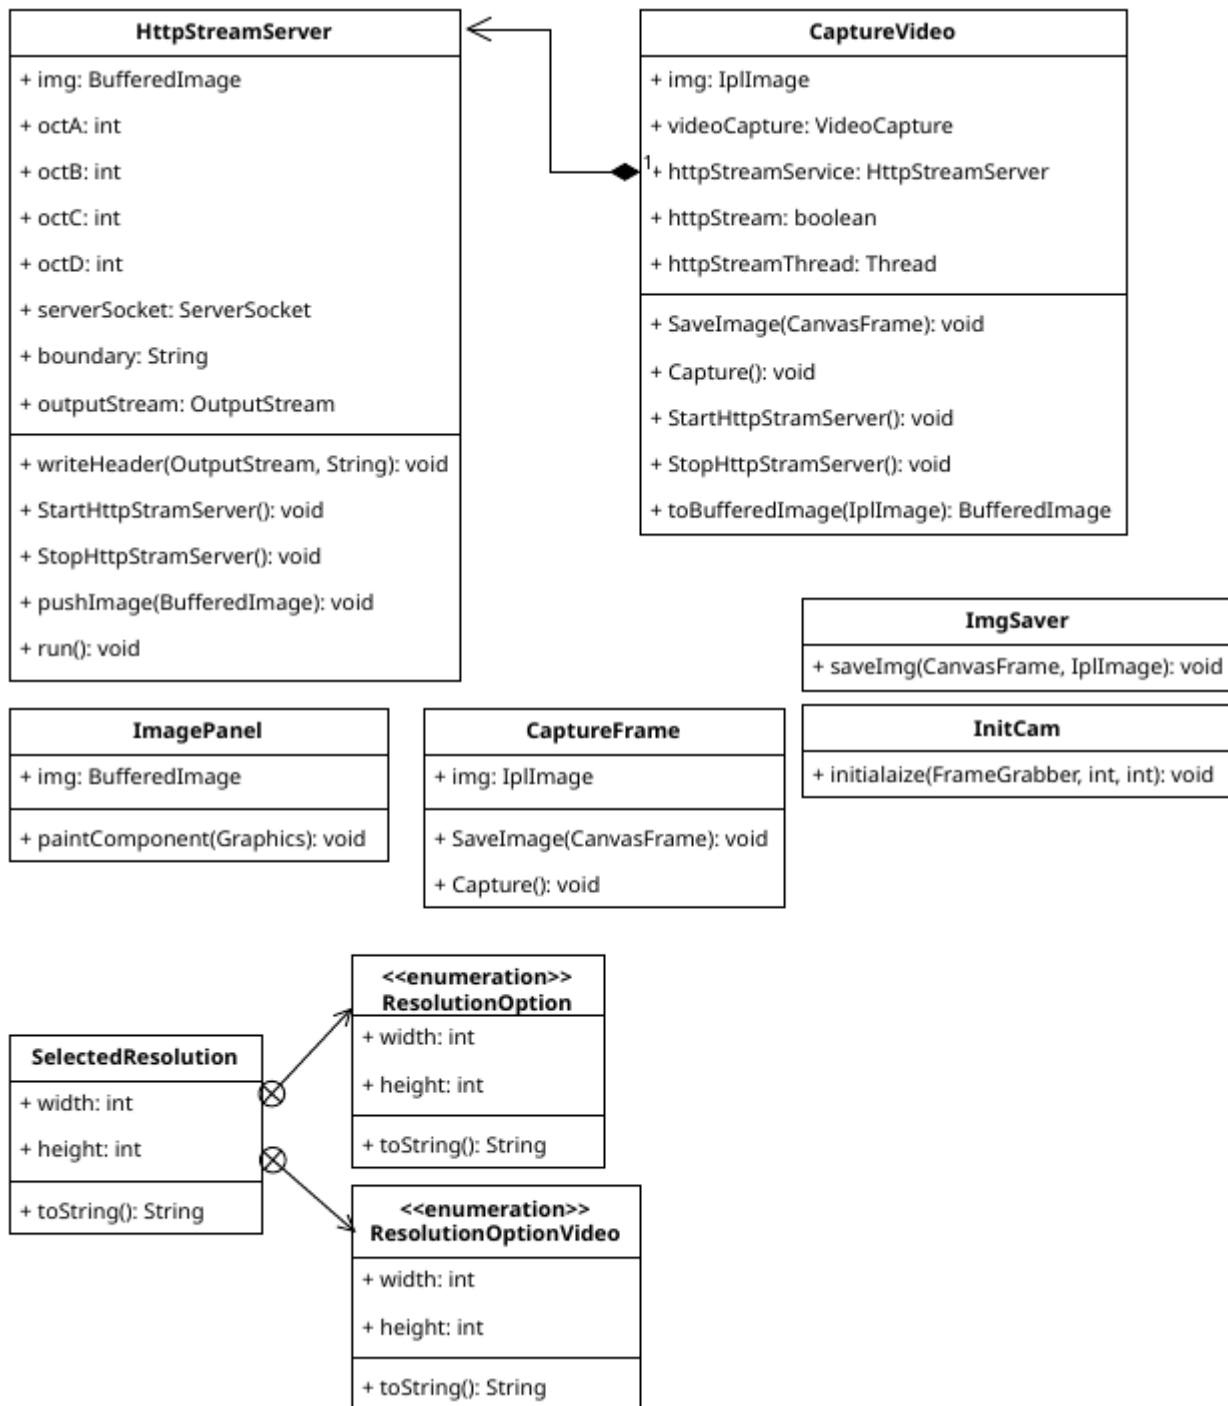 HttpStreamServer
+ img: BufferedImage
+ octA: int
+ octB: int
+ octC: int
+ octD: int
+ serverSocket: ServerSocket
+ boundary: String
+ outputStream: OutputStream
+ writeHeader(OutputStream, String): void
+ StartHttpStramServer(): void
+ StopHttpStramServer(): void
+ pushImage(BufferedImage): void
+ run(): void
CaptureVideo
+ img: IplImage
+ videoCapture: VideoCapture
1
+ httpStreamService: HttpStreamServer
+ httpStream: boolean
+ httpStreamThread: Thread
+ SaveImage(CanvasFrame): void
+ Capture(): void
+ StartHttpStramServer(): void
+ StopHttpStramServer(): void
+ toBufferedImage(IplImage): BufferedImage
ImgSaver
+ saveImg(CanvasFrame, IplImage): void
ImagePanel
+ img: BufferedImage
+ paintComponent(Graphics): void
CaptureFrame
+ img: IplImage
+ SaveImage(CanvasFrame): void
+ Capture(): void
InitCam
+ initialaize(FrameGrabber, int, int): void
SelectedResolution
+ width: int
+ height: int
+ toString(): String
<<enumeration>>
ResolutionOption
+ width: int
+ height: int
+ toString(): String
<<enumeration>>
ResolutionOptionVideo
+ width: int
+ height: int
+ toString(): String